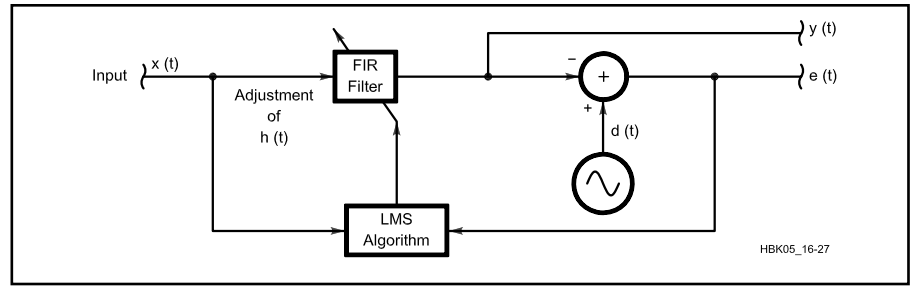 y (t)
x (t)
Input
FIR
Filter
−
+
e (t)
Adjustment
of
h (t)
+
d (t)
LMS
Algorithm
HBK05_16-27